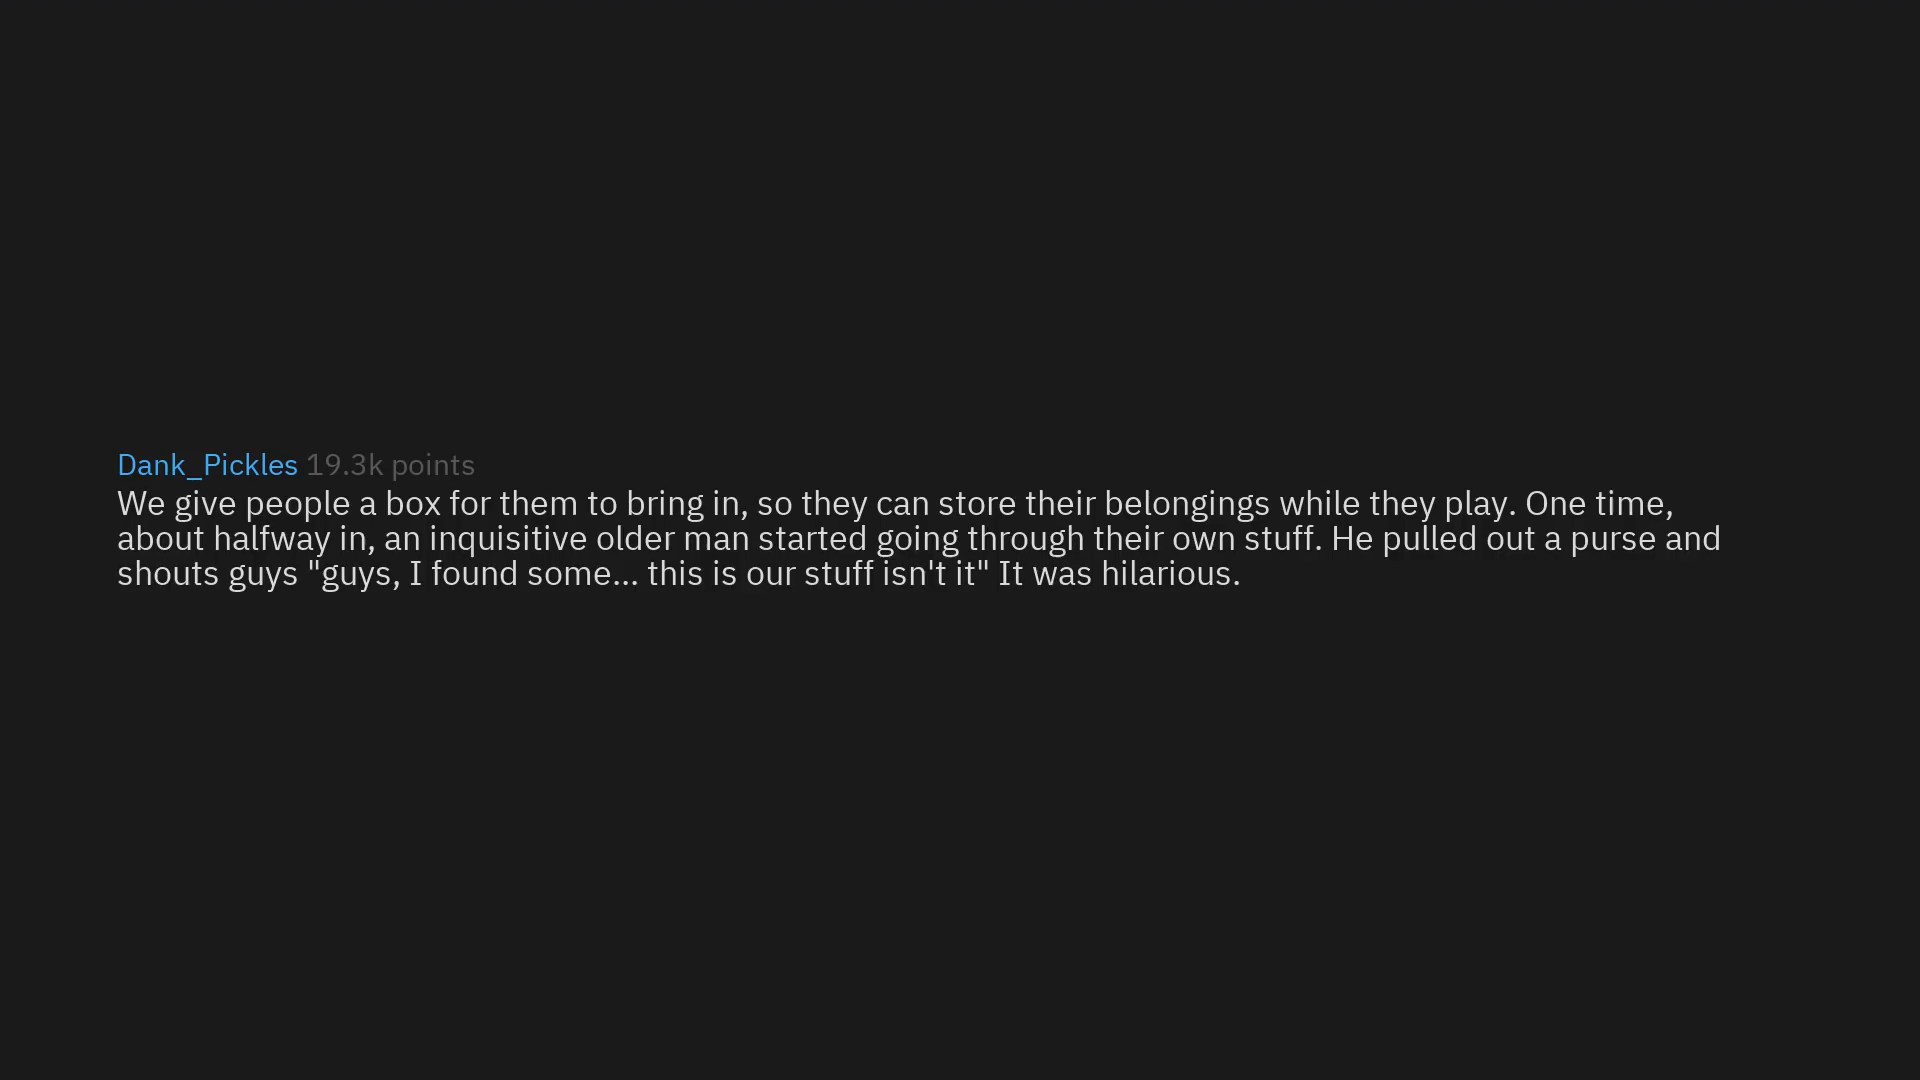 Dank_Pickles 19.3k points
We give people a box for them to bring in, so they can store their belongings while they play. One time,
about halfway in, an inquisitive older man started going through their own stuff. He pulled out a purse and
shouts guys "guys, I found some... this is our stuff isn't it" It was hilarious.